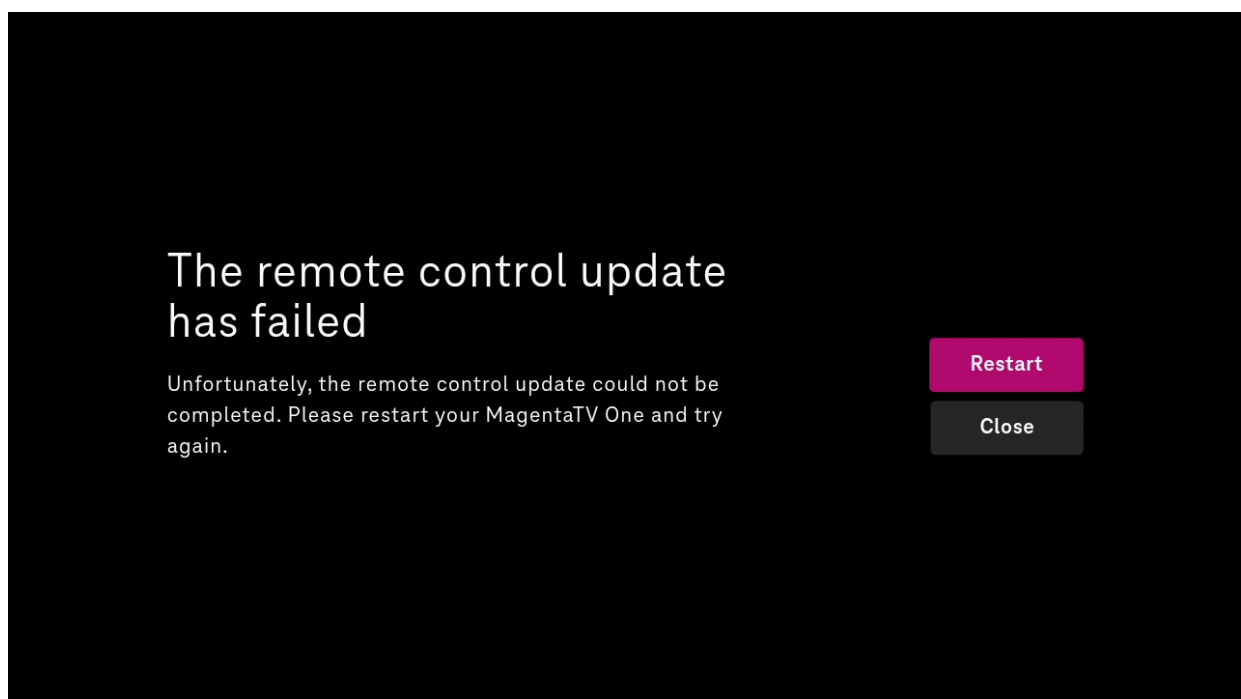 The remote control update
has failed
Unfortunately, the remote control update could not be
completed. Please restart your MagentaTV One and try
again.
Restart
Close